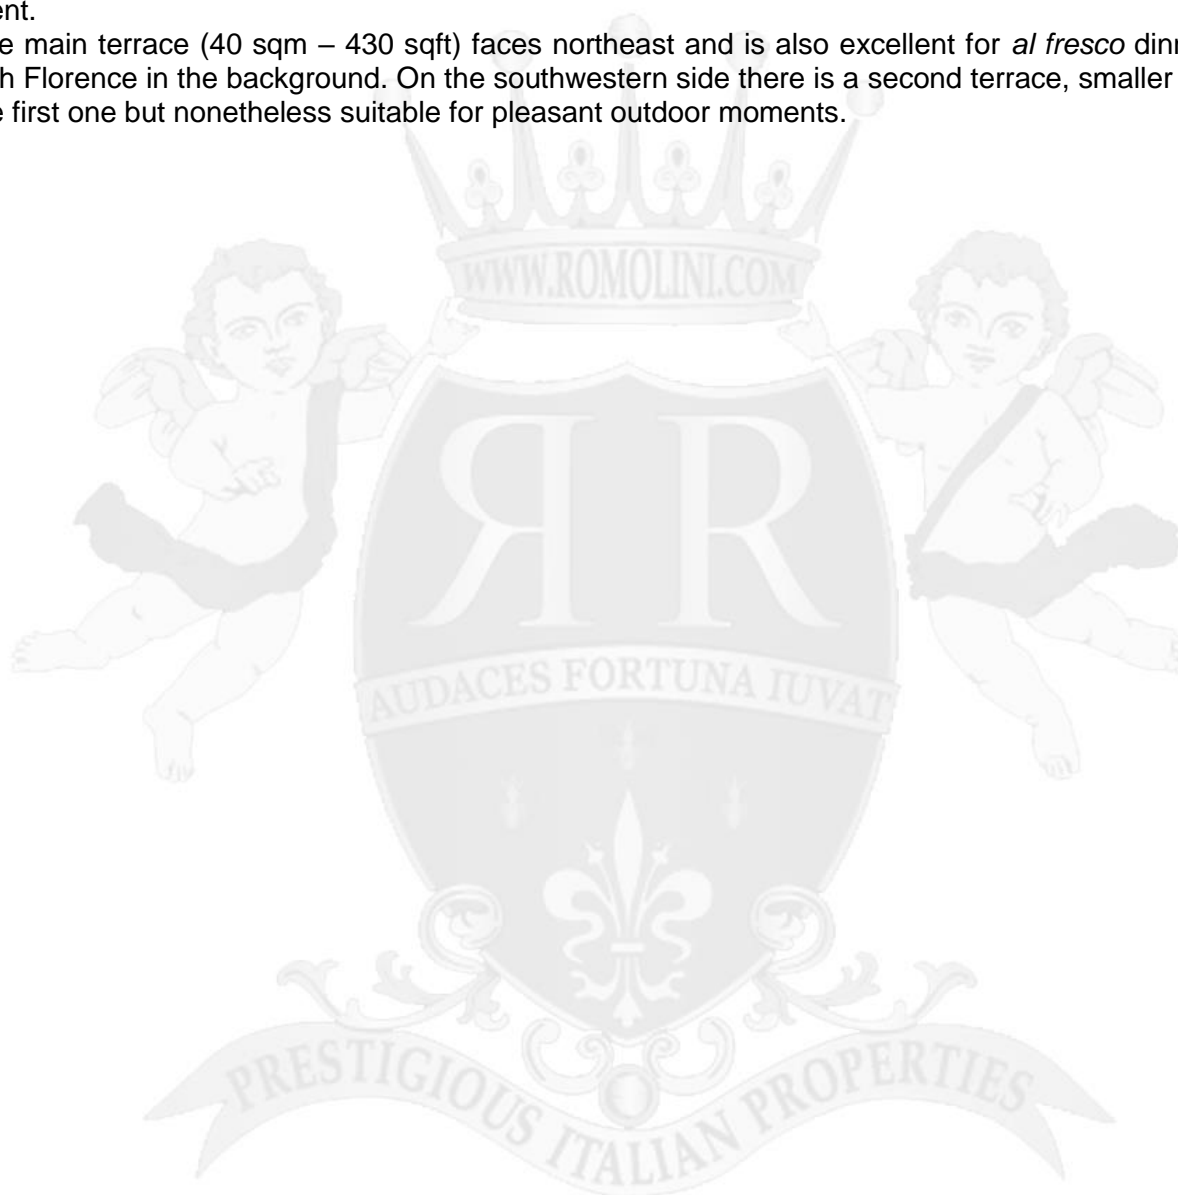 ent.
e main terrace (40 sqm – 430 sqft) faces northeast and is also excellent for al fresco dinn
h Florence in the background. On the southwestern side there is a second terrace, smaller
e first one but nonetheless suitable for pleasant outdoor moments.
WWW.ROMOLINI.COM
R R
AUDACES FORTUNA IUVAT
PRESTIGIOUS ITALIAN PROPERTIES